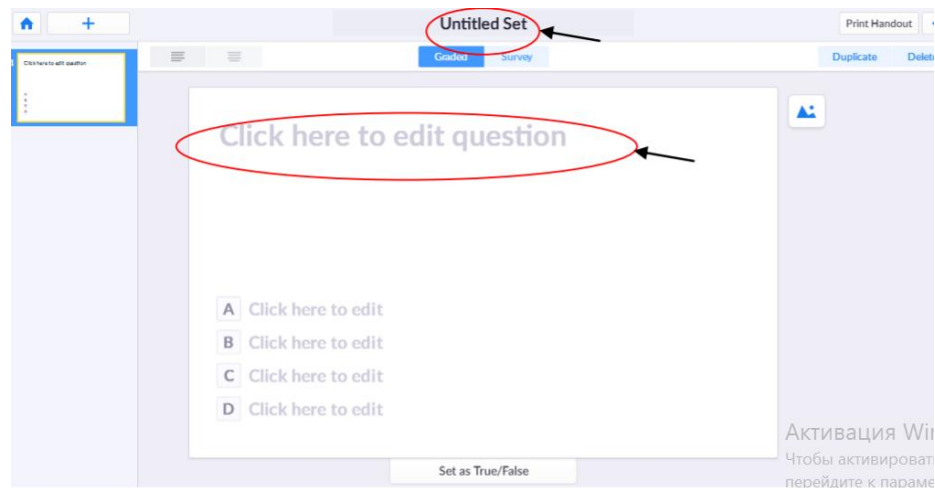 Untitled Set
Print Handout
Graded Survey
Duplicate Delet
Click here to edit question
Click here to edit question
A Click here to edit
B Click here to edit
C Click here to edit
D Click here to edit
Set as True/False
Активация Wi
Чтобы активироват
перейдите к параме